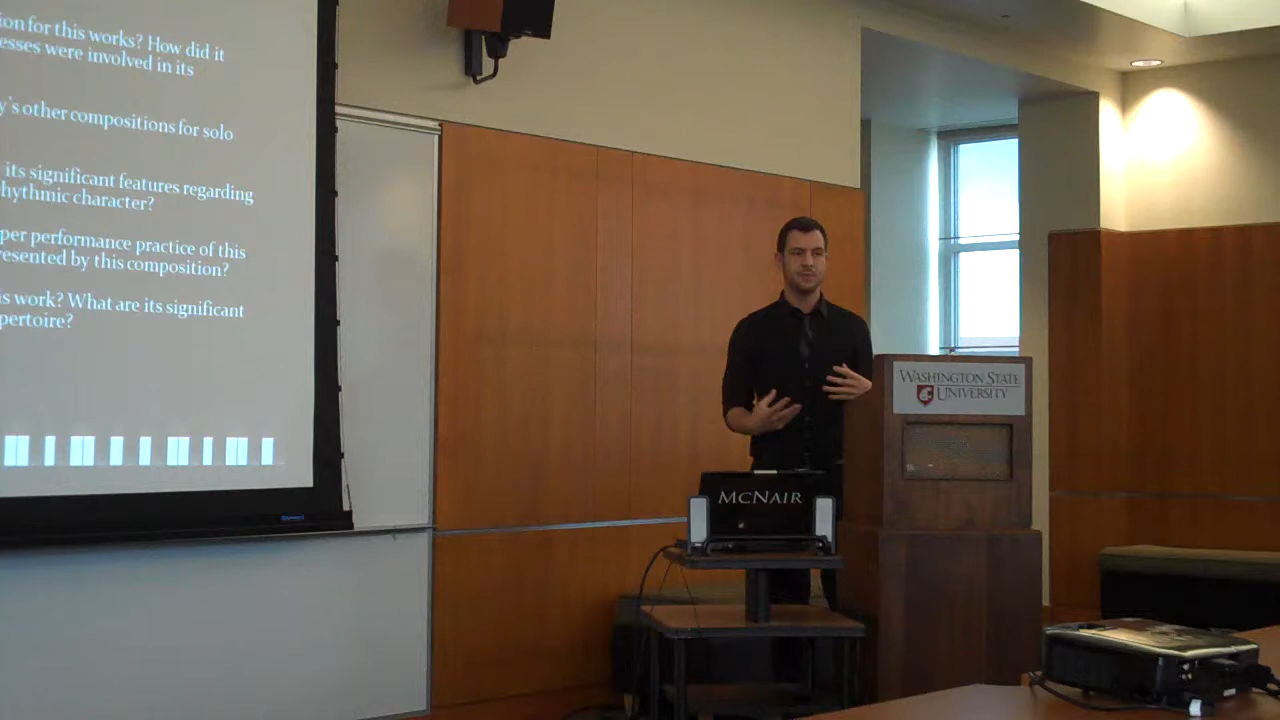 ion for this works? How did it
esses were involved in its
y's other compositions for solo
its significant features regarding
hythmic character?
per performance practice of this
resented by this composition?
is work? What are its significant
pertoire?
WASHINGTON STATE
UNIVERSITY
MCNAIR